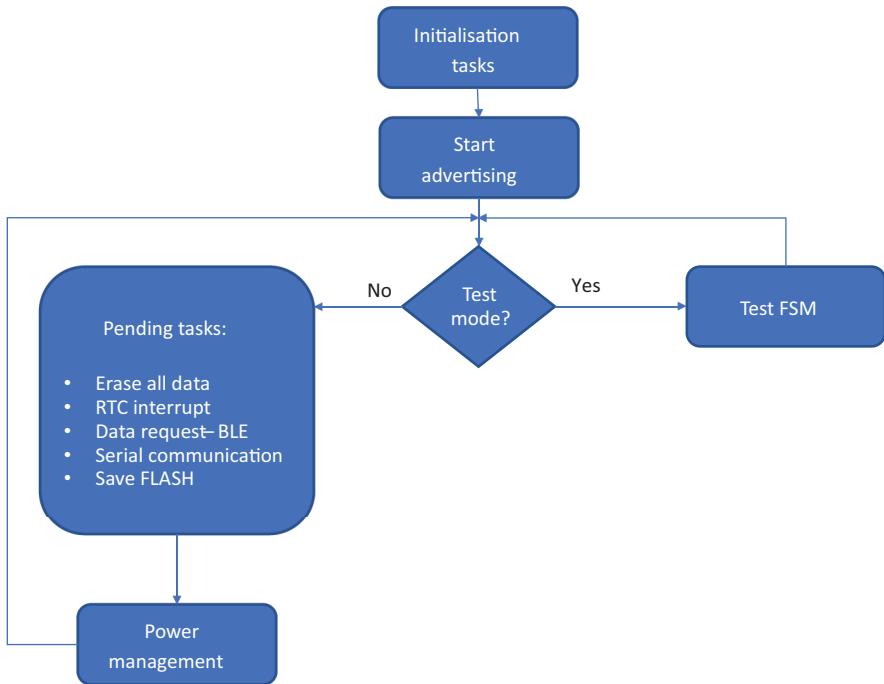 Initialisation
tasks
Start
advertising
Test
mode?
No
Yes
Test FSM
Pending tasks:
• Erase all data
• RTC interrupt
• Data request– BLE
• Serial communication
• Save FLASH
Power
management